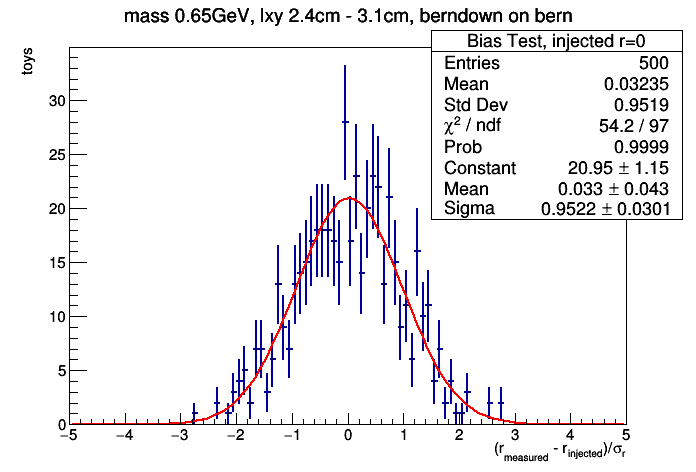 mass 0.65GeV, lxy 2.4cm - 3.1cm, berndown on bern
Bias Test, injected r=0
Entries 500
Mean 0.03235
Std Dev 0.9519
χ² / ndf 54.2 / 97
Prob 0.9999
Constant 20.95 ± 1.15
Mean 0.033 ± 0.043
Sigma 0.9522 ± 0.0301
toys
30
25
20
15
10
5
0
−5 −4 −3 −2 −1 0 1 2 3 4 5
(r_measured - r_injected)/σ_r